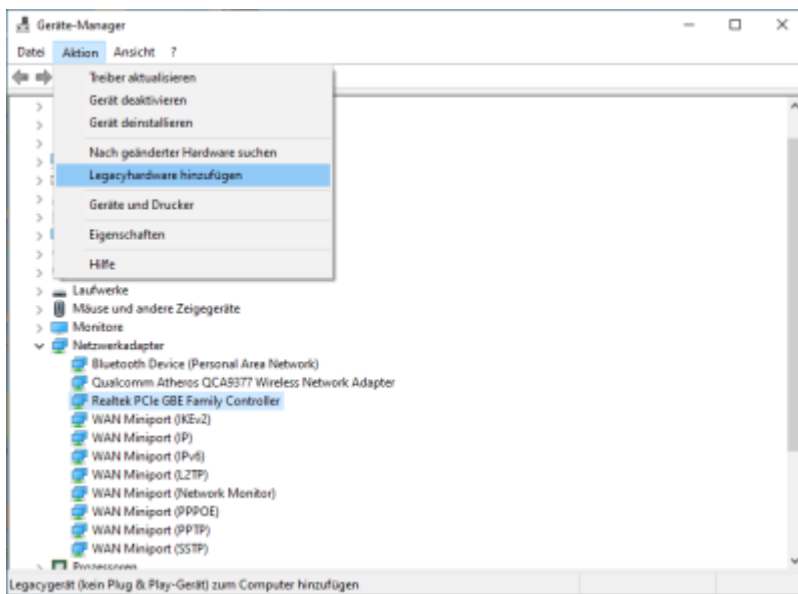 Geräte-Manager
Datei Aktion Ansicht ?
Treiber aktualisieren
Gerät deaktivieren
Gerät deinstallieren
Nach geänderter Hardware suchen
Legacyhardware hinzufügen
Geräte und Drucker
Eigenschaften
Hilfe
Laufwerke
Mäuse und andere Zeigegeräte
Monitore
Netzwerkadapter
Bluetooth Device (Personal Area Network)
Qualcomm Atheros QCA9377 Wireless Network Adapter
Realtek PCIe GBE Family Controller
WAN Miniport (IKEv2)
WAN Miniport (IP)
WAN Miniport (IPv6)
WAN Miniport (L2TP)
WAN Miniport (Network Monitor)
WAN Miniport (PPPOE)
WAN Miniport (PPTP)
WAN Miniport (SSTP)
Prozessoren
Legacygerät (kein Plug & Play-Gerät) zum Computer hinzufügen